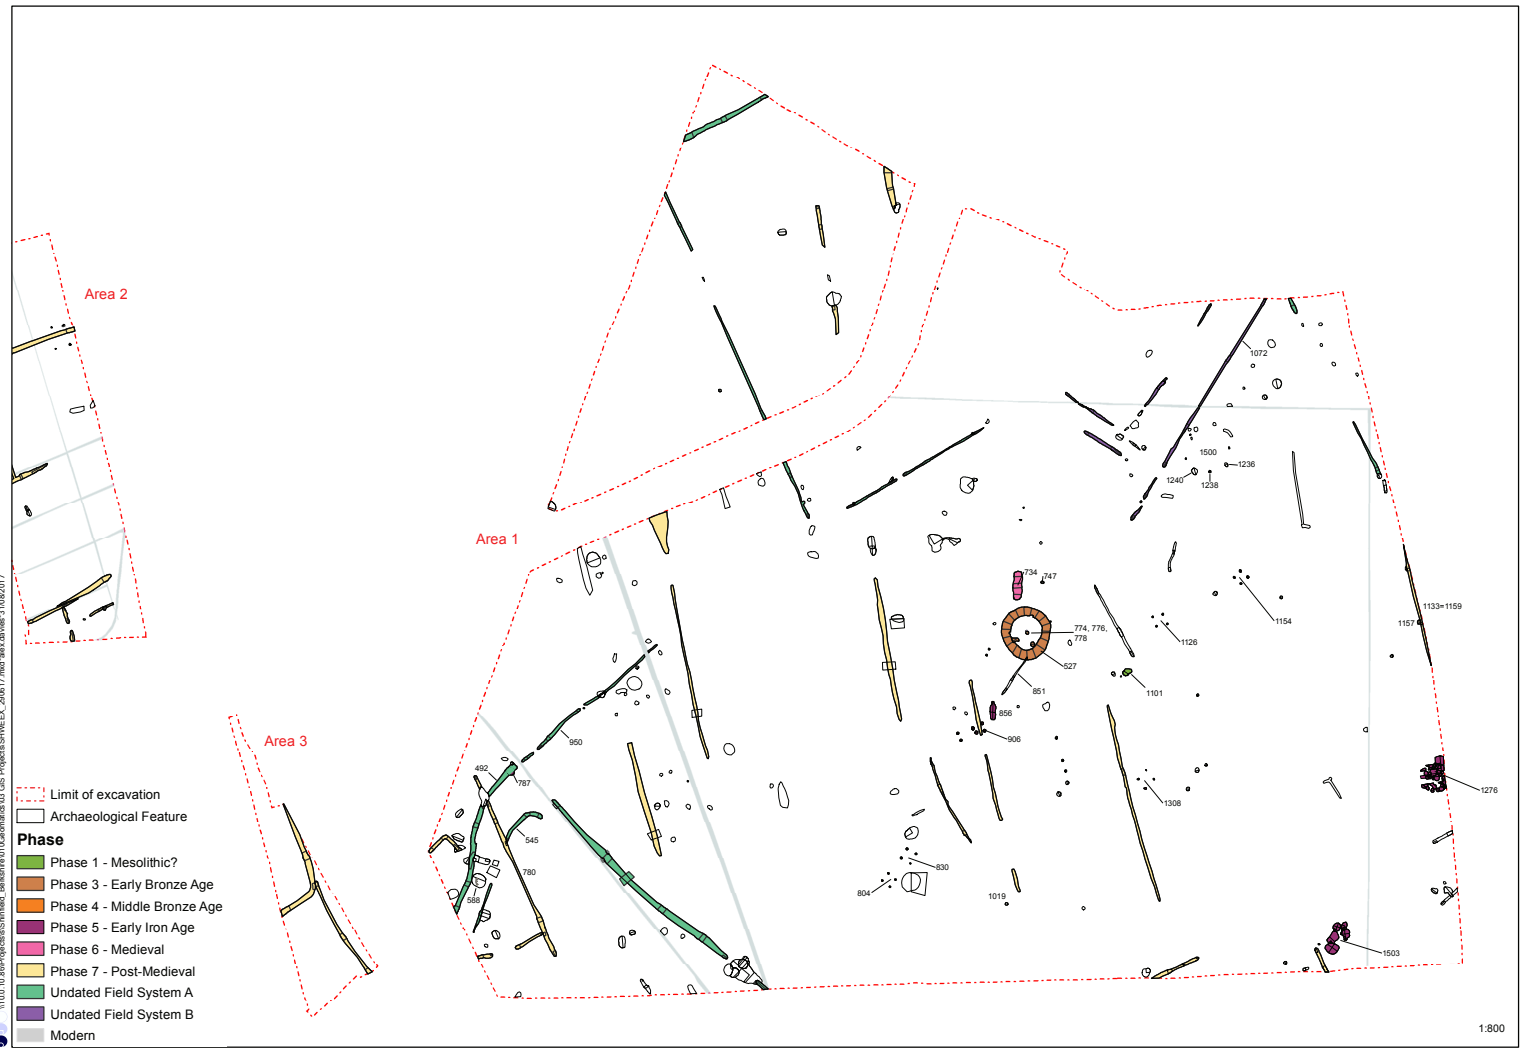 Area 2
1072
1500
1236
1240
1238
Area 1
734
747
1133=1159
1157
1154
774, 776,
778
1126
527
851
1101
856
906
Area 3
950
492
787
1276
1308
545
830
780
804
588
1019
1503
Limit of excavation
Archaeological Feature
Phase
Phase 1 - Mesolithic?
Phase 3 - Early Bronze Age
Phase 4 - Middle Bronze Age
Phase 5 - Early Iron Age
Phase 6 - Medieval
Phase 7 - Post-Medieval
Undated Field System A
Undated Field System B
Modern
1:800